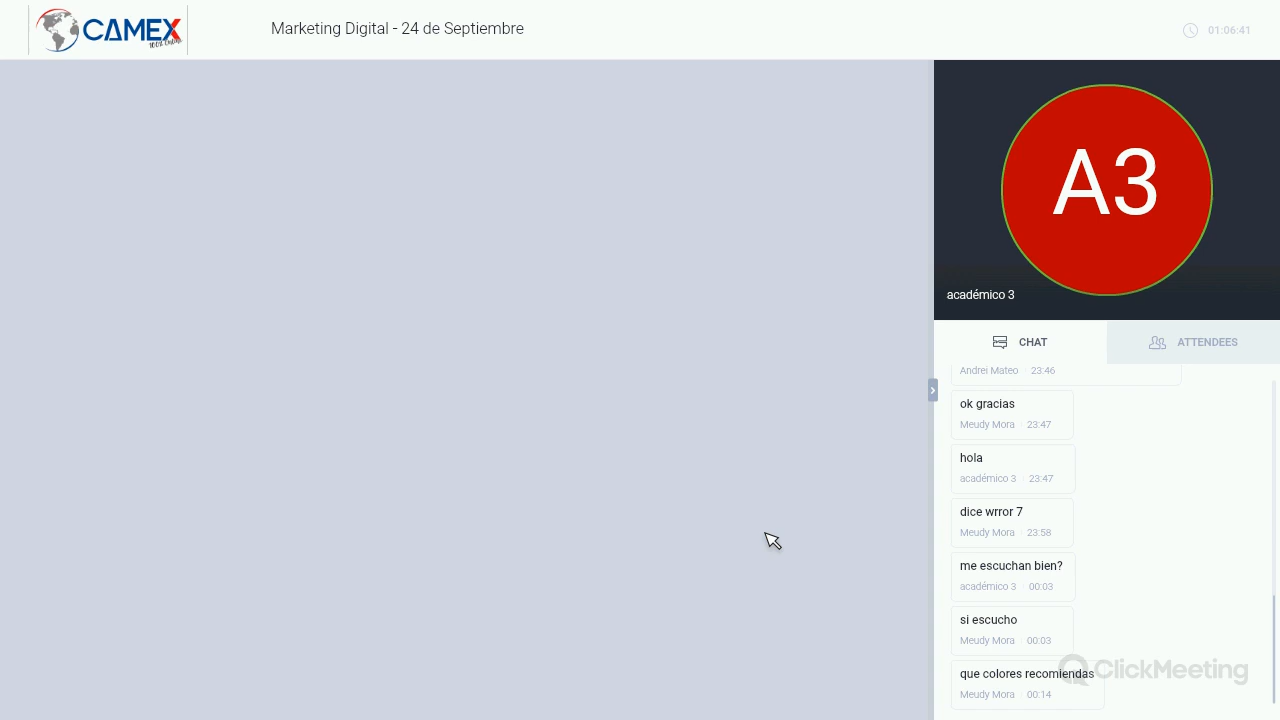 CAMEX
100% Online
Marketing Digital - 24 de Septiembre
01:06:41
A3
académico 3
CHAT
ATTENDEES
Andrei Mateo 23:46
ok gracias
Meudy Mora 23:47
hola
académico 3 23:47
dice wrror 7
Meudy Mora 23:58
me escuchan bien?
académico 3 00:03
si escucho
Meudy Mora 00:03
que colores recomiendas
Meudy Mora 00:14
ClickMeeting